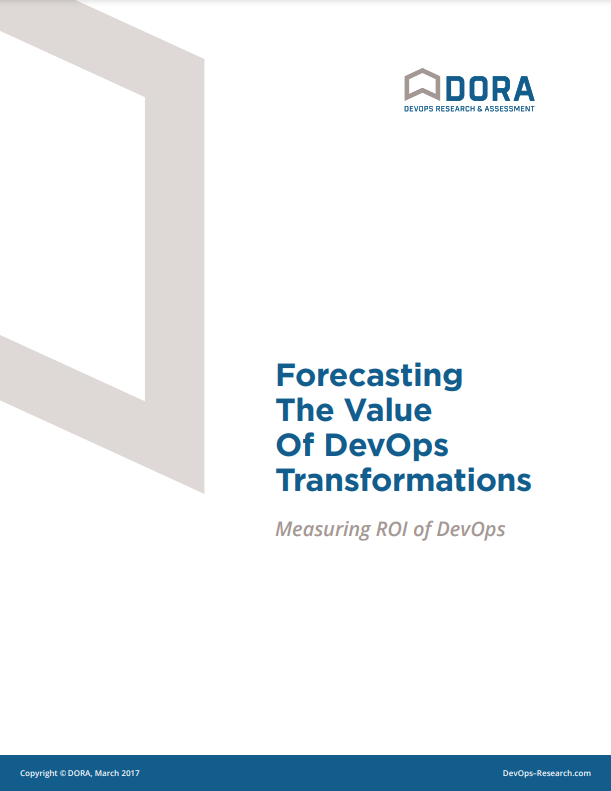 DORA
DEVOPS RESEARCH & ASSESSMENT
Forecasting
The Value
Of DevOps
Transformations
Measuring ROI of DevOps
Copyright © DORA, March 2017
DevOps-Research.com